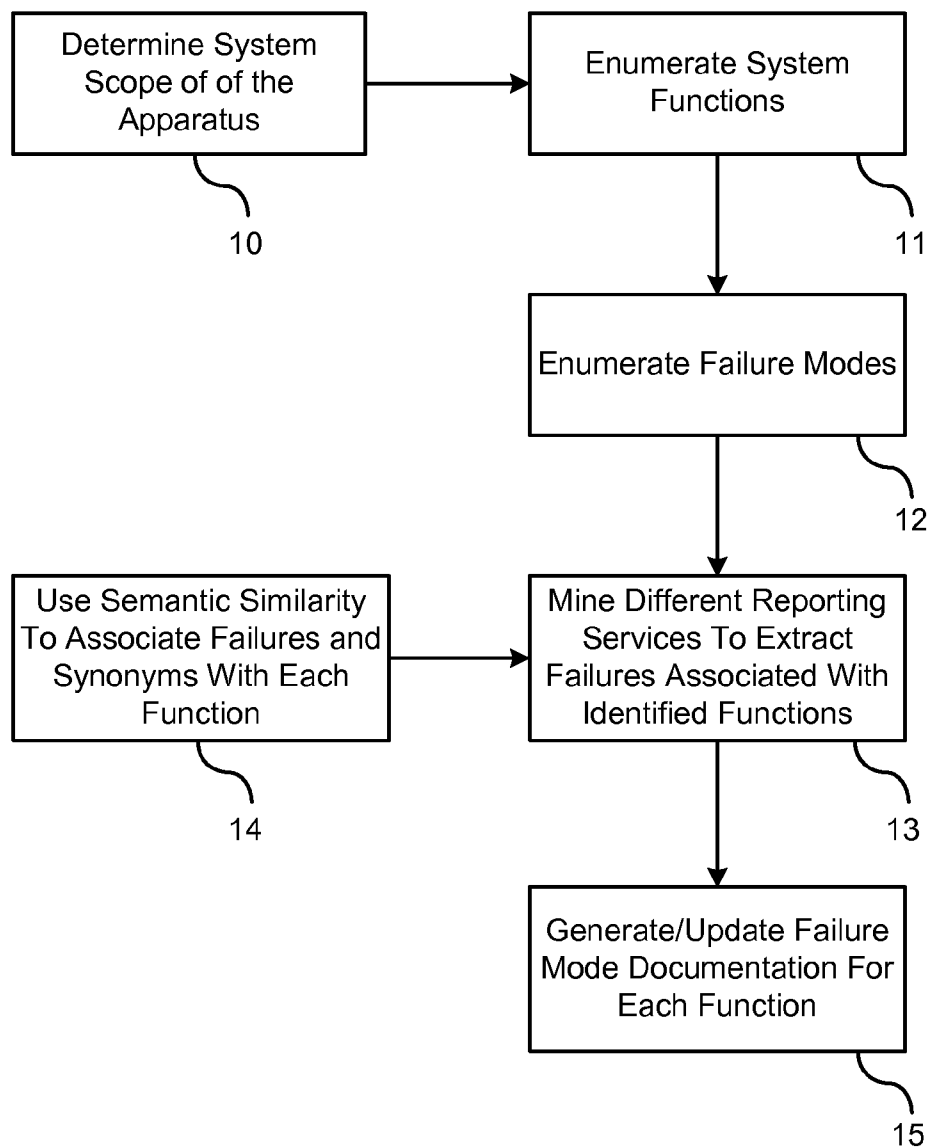 Determine System
Scope of of the
Apparatus
10
Enumerate System
Functions
11
Enumerate Failure Modes
12
Use Semantic Similarity
To Associate Failures and
Synonyms With Each
Function
14
Mine Different Reporting
Services To Extract
Failures Associated With
Identified Functions
13
Generate/Update Failure
Mode Documentation For
Each Function
15